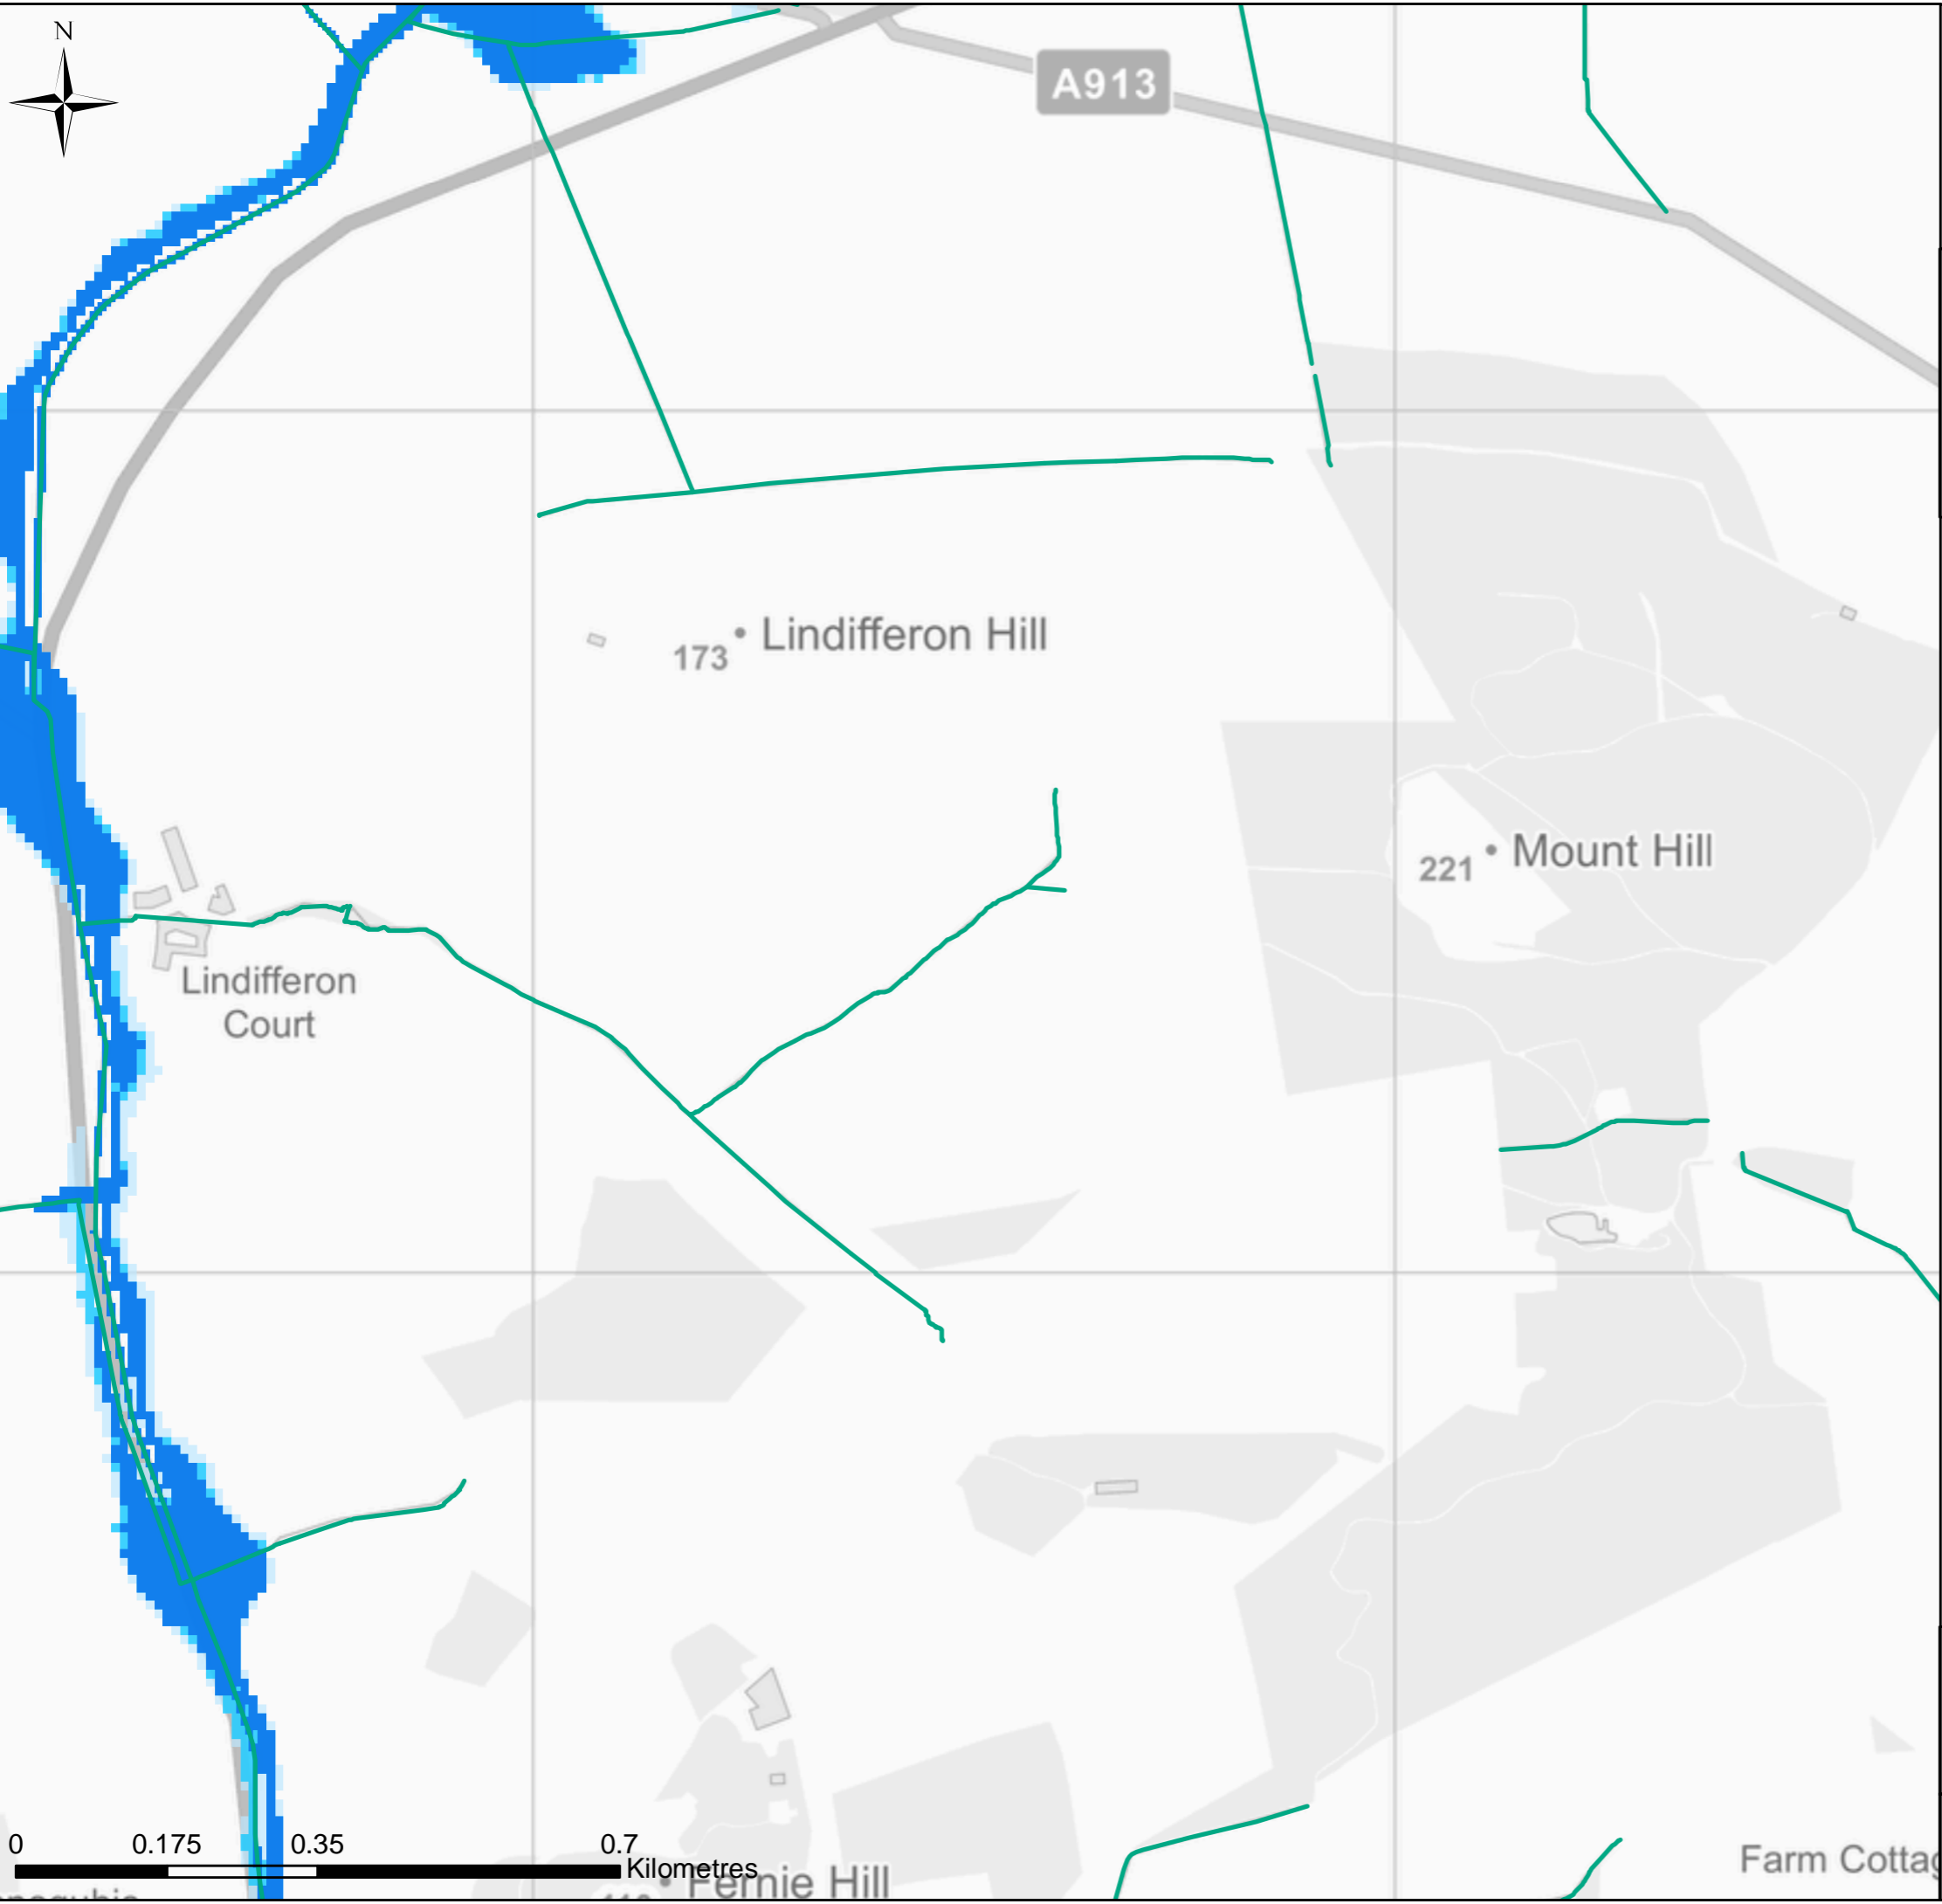 N
A913
Lindifferon Hill
173
Mount Hill
221
Lindifferon
Court
0 0.175 0.35 0.7
Kilometres
Farm
Fernie Hill